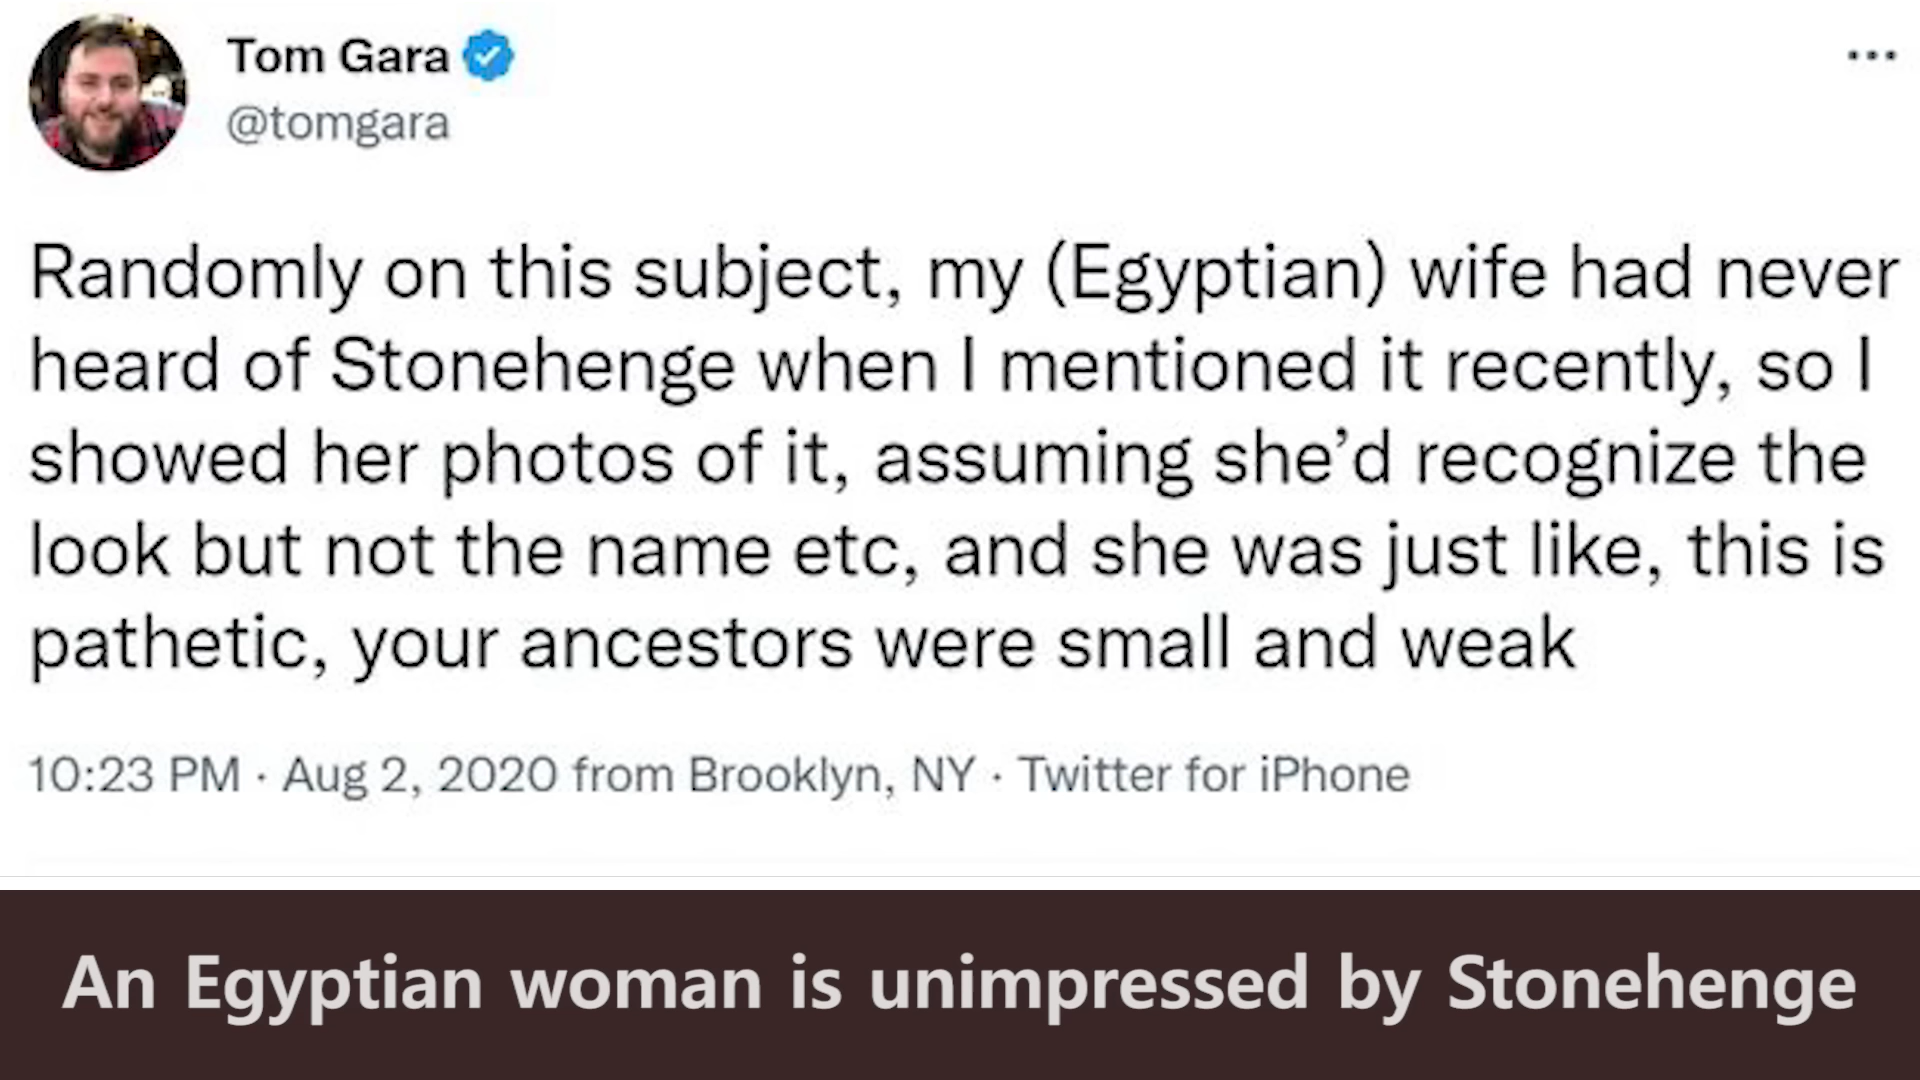 Tom Gara
@tomgara
Randomly on this subject, my (Egyptian) wife had never
heard of Stonehenge when I mentioned it recently, so I
showed her photos of it, assuming she’d recognize the
look but not the name etc, and she was just like, this is
pathetic, your ancestors were small and weak
10:23 PM · Aug 2, 2020 from Brooklyn, NY · Twitter for iPhone
An Egyptian woman is unimpressed by Stonehenge